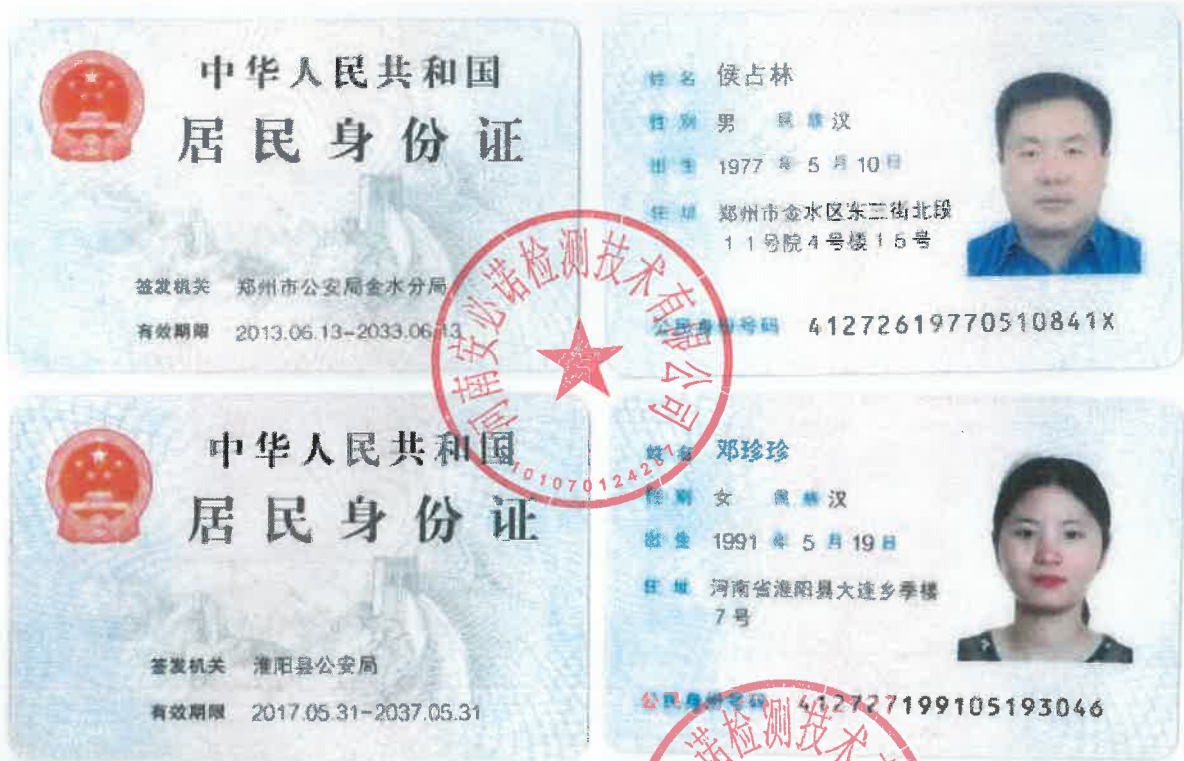 中华人民共和国
居民身份证
签发机关 郑州市公安局金水分局
有效期限 2013.06.13-2033.06.13
姓名 侯占林
性别 男 民族 汉
出生 1977 年 5 月 10 日
住址 郑州市金水区东三街北段
11号院4号楼15号
公民身份号码 41272619770510841X
河南安必诺检测技术有限公司
中华人民共和国
居民身份证
签发机关 淮阳县公安局
有效期限 2017.05.31-2037.05.31
姓名 邓珍珍
性别 女 民族 汉
出生 1991 年 5 月 19 日
住址 河南省淮阳县大连乡季楼
7号
公民身份号码 412727199105193046
诺检测技术